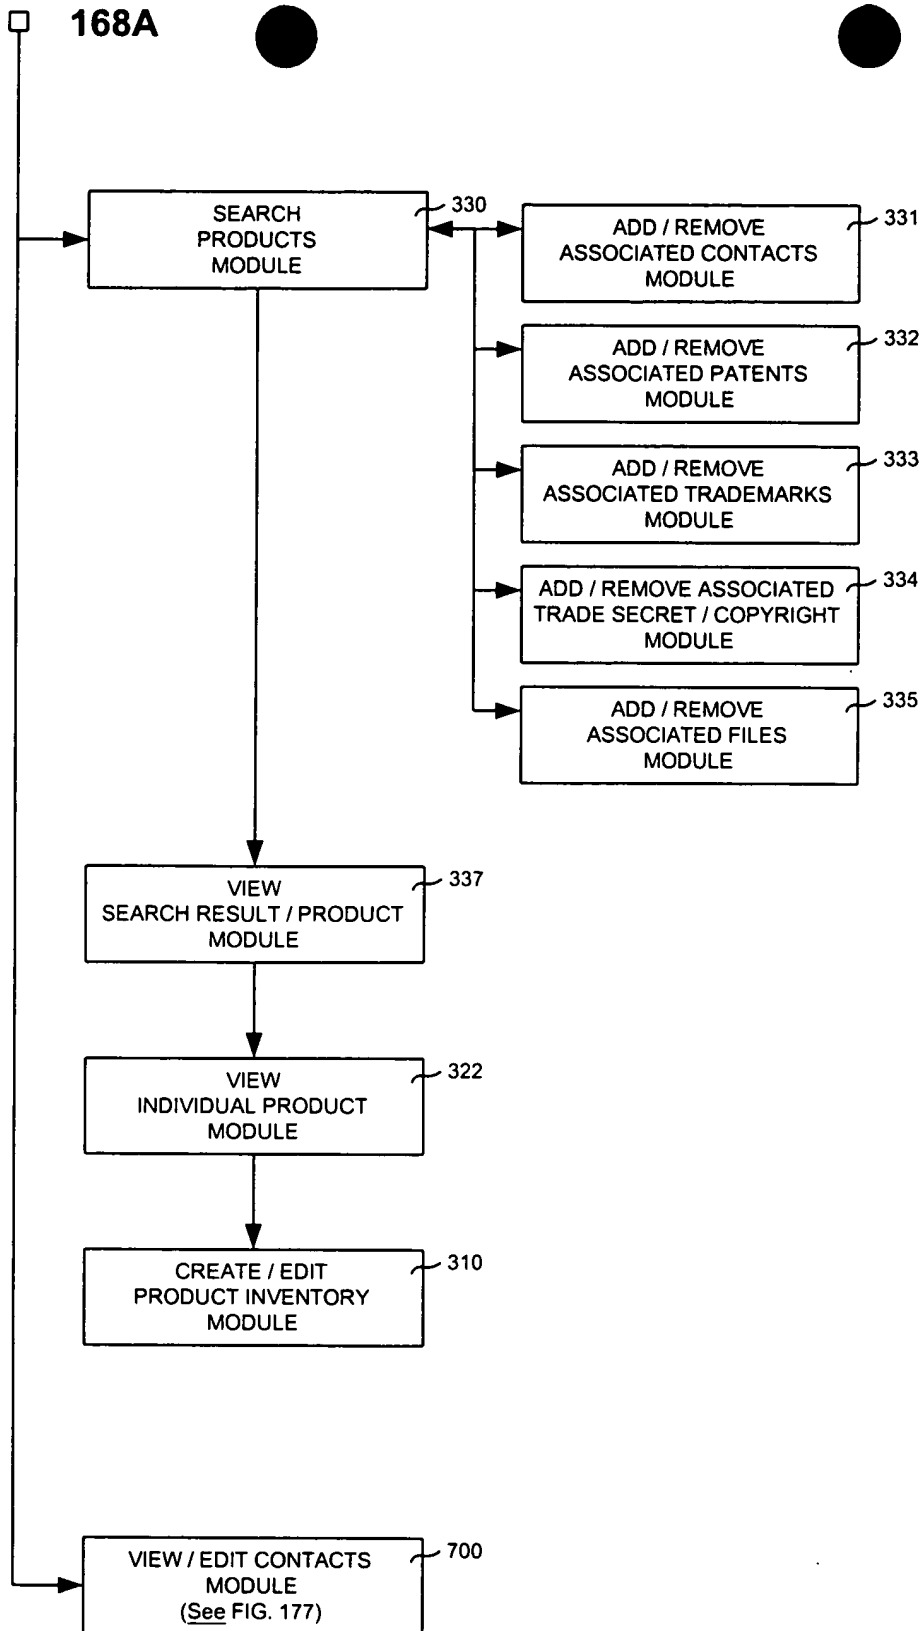 168A
SEARCH
PRODUCTS
MODULE
330
ADD / REMOVE
ASSOCIATED CONTACTS
MODULE
331
ADD / REMOVE
ASSOCIATED PATENTS
MODULE
332
ADD / REMOVE
ASSOCIATED TRADEMARKS
MODULE
333
ADD / REMOVE ASSOCIATED
TRADE SECRET / COPYRIGHT
MODULE
334
ADD / REMOVE
ASSOCIATED FILES
MODULE
335
VIEW
SEARCH RESULT / PRODUCT
MODULE
337
VIEW
INDIVIDUAL PRODUCT
MODULE
322
CREATE / EDIT
PRODUCT INVENTORY
MODULE
310
VIEW / EDIT CONTACTS
MODULE
(See FIG. 177)
700